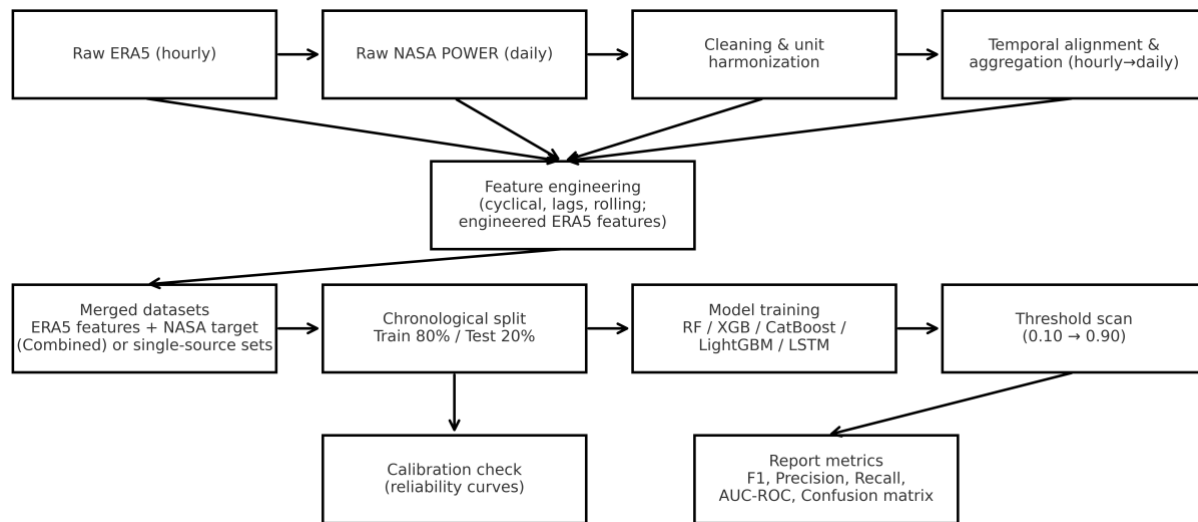 Raw ERA5 (hourly)
Raw NASA POWER (daily)
Cleaning & unit
harmonization
Temporal alignment &
aggregation (hourly→daily)
Feature engineering
(cyclical, lags, rolling;
engineered ERA5 features)
Merged datasets
ERA5 features + NASA target
(Combined) or single-source sets
Chronological split
Train 80% / Test 20%
Model training
RF / XGB / CatBoost /
LightGBM / LSTM
Threshold scan
(0.10 → 0.90)
Calibration check
(reliability curves)
Report metrics
F1, Precision, Recall,
AUC-ROC, Confusion matrix